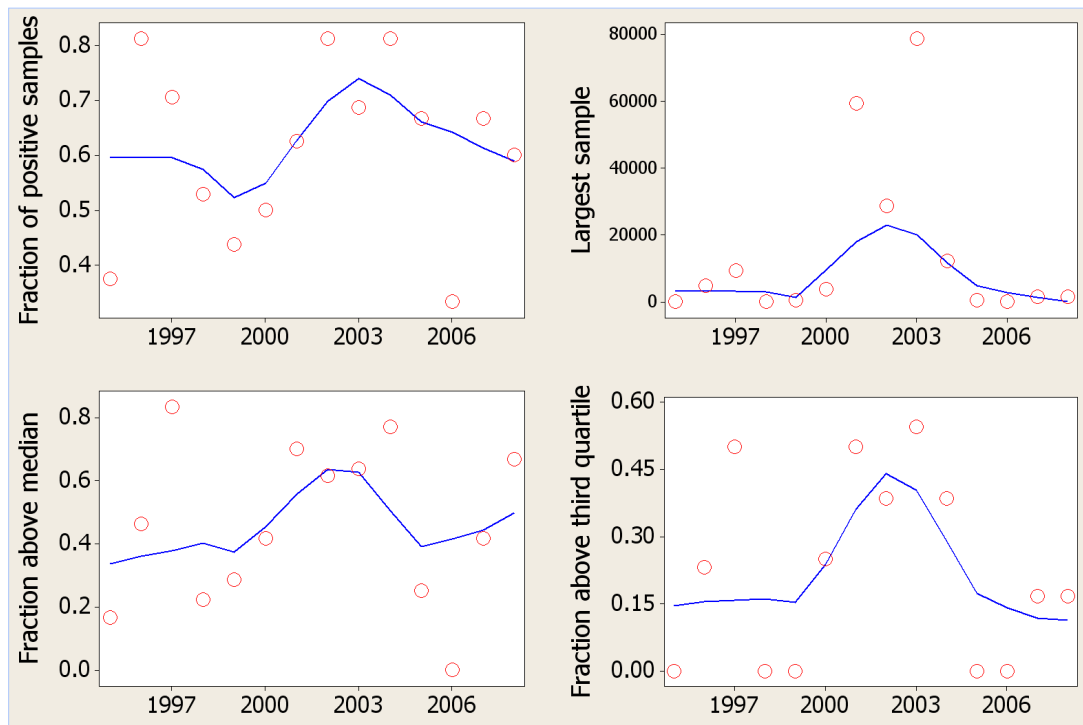 Fraction of positive samples
0.8
0.7
0.6
0.5
0.4
1997 2000 2003 2006
Largest sample
80000
60000
40000
20000
0
1997 2000 2003 2006
Fraction above median
0.8
0.6
0.4
0.2
0.0
1997 2000 2003 2006
Fraction above third quartile
0.60
0.45
0.30
0.15
0.00
1997 2000 2003 2006